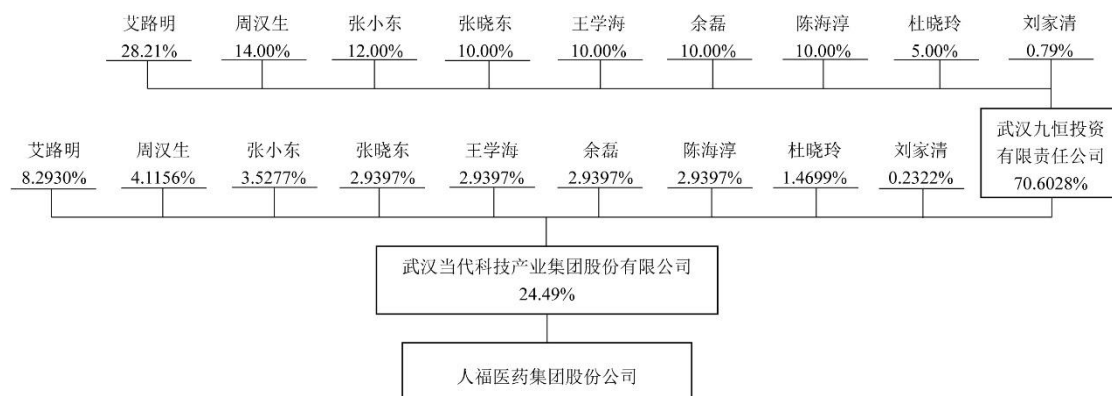 艾路明 周汉生 张小东 张晓东 王学海 余磊 陈海淳 杜晓玲 刘家清
28.21% 14.00% 12.00% 10.00% 10.00% 10.00% 10.00% 5.00% 0.79%
武汉九恒投资
有限责任公司
70.6028%
艾路明 周汉生 张小东 张晓东 王学海 余磊 陈海淳 杜晓玲 刘家清
8.2930% 4.1156% 3.5277% 2.9397% 2.9397% 2.9397% 2.9397% 1.4699% 0.2322%
武汉当代科技产业集团股份有限公司
24.49%
人福医药集团股份公司